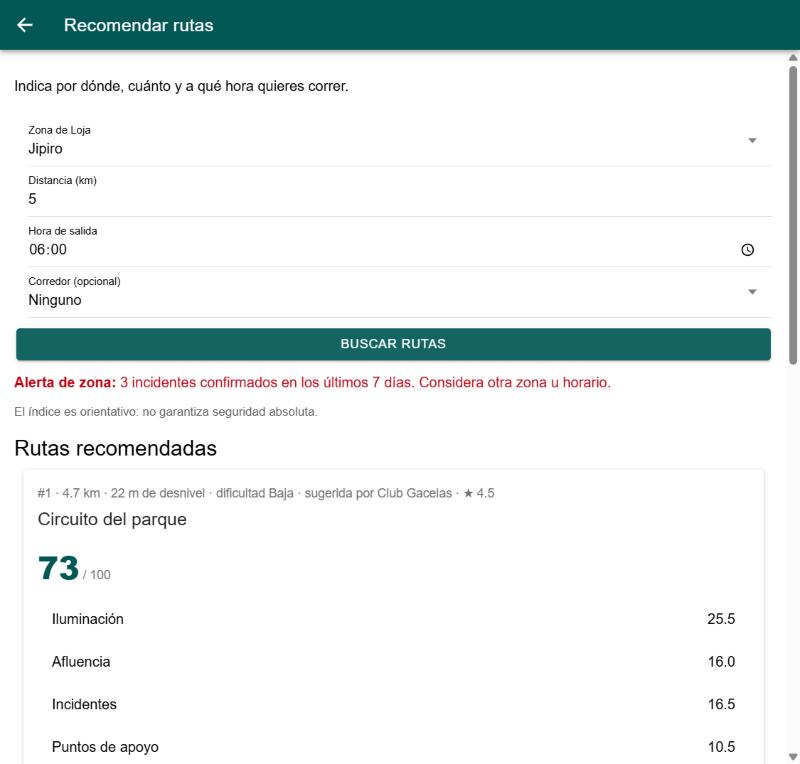 Recomendar rutas
Indica por dónde, cuánto y a qué hora quieres correr.
Zona de Loja
Jipiro
Distancia (km)
5
Hora de salida
06:00
Corredor (opcional)
Ninguno
BUSCAR RUTAS
Alerta de zona: 3 incidentes confirmados en los últimos 7 días. Considera otra zona u horario.
El índice es orientativo: no garantiza seguridad absoluta.
Rutas recomendadas
#1 · 4.7 km · 22 m de desnivel · dificultad Baja · sugerida por Club Gacelas · ★ 4.5
Circuito del parque
73 / 100
Iluminación 25.5
Afluencia 16.0
Incidentes 16.5
Puntos de apoyo 10.5